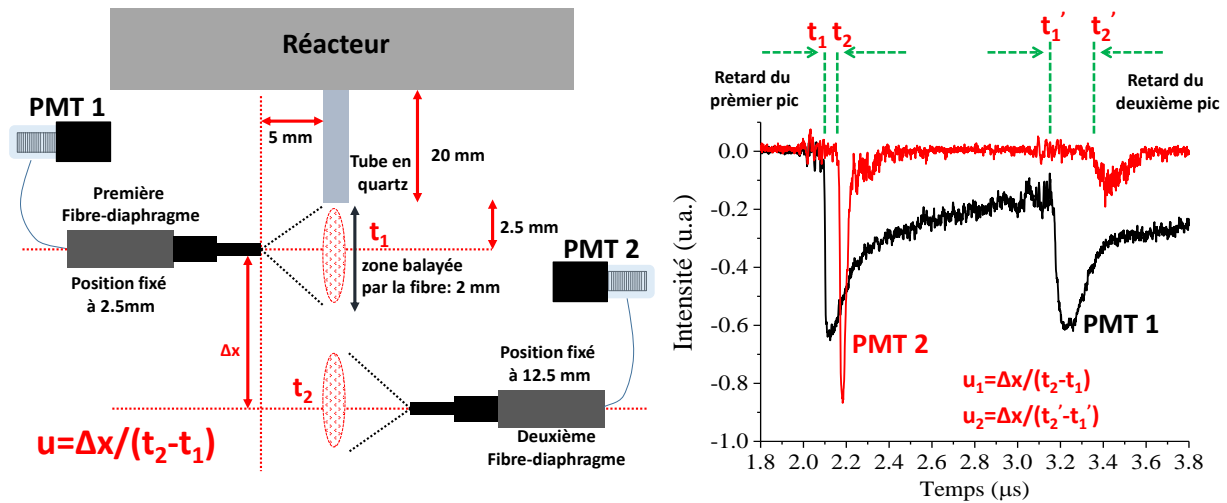 Réacteur
PMT 1
5 mm
20 mm
Tube en
quartz
Première
Fibre-diaphragme
t₁
2.5 mm
PMT 2
Position fixé
à 2.5mm
zone balayée
par la fibre: 2 mm
Δx
Position fixé
à 12.5 mm
t₂
u=Δx/(t₂-t₁)
Deuxième
Fibre-diaphragme
t₁ t₂
t₁' t₂'
Retard du
prèmier pic
Retard du
deuxième pic
0.0
-0.2
-0.4
-0.6
-0.8
-1.0
Intensité (u.a.)
PMT 2
PMT 1
u₁=Δx/(t₂-t₁)
u₂=Δx/(t₂'-t₁')
1.8 2.0 2.2 2.4 2.6 2.8 3.0 3.2 3.4 3.6 3.8
Temps (μs)